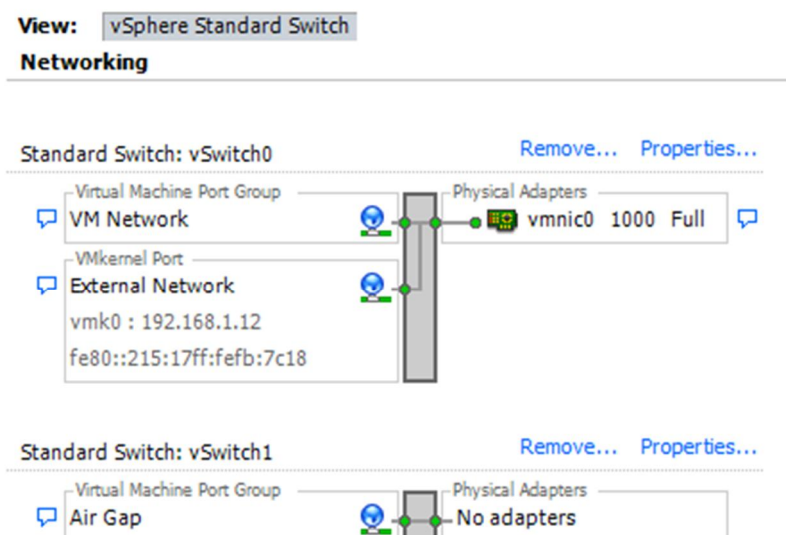 View: vSphere Standard Switch
Networking
Standard Switch: vSwitch0 Remove... Properties...
Virtual Machine Port Group Physical Adapters
VM Network vmnic0 1000 Full
VMkernel Port
External Network
vmk0 : 192.168.1.12
fe80::215:17ff:fefb:7c18
Standard Switch: vSwitch1 Remove... Properties...
Virtual Machine Port Group Physical Adapters
Air Gap No adapters